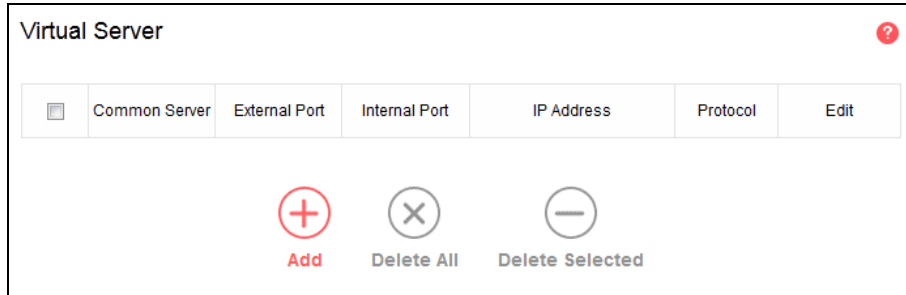 Virtual Server
?
Common Server External Port Internal Port IP Address Protocol Edit
Add Delete All Delete Selected